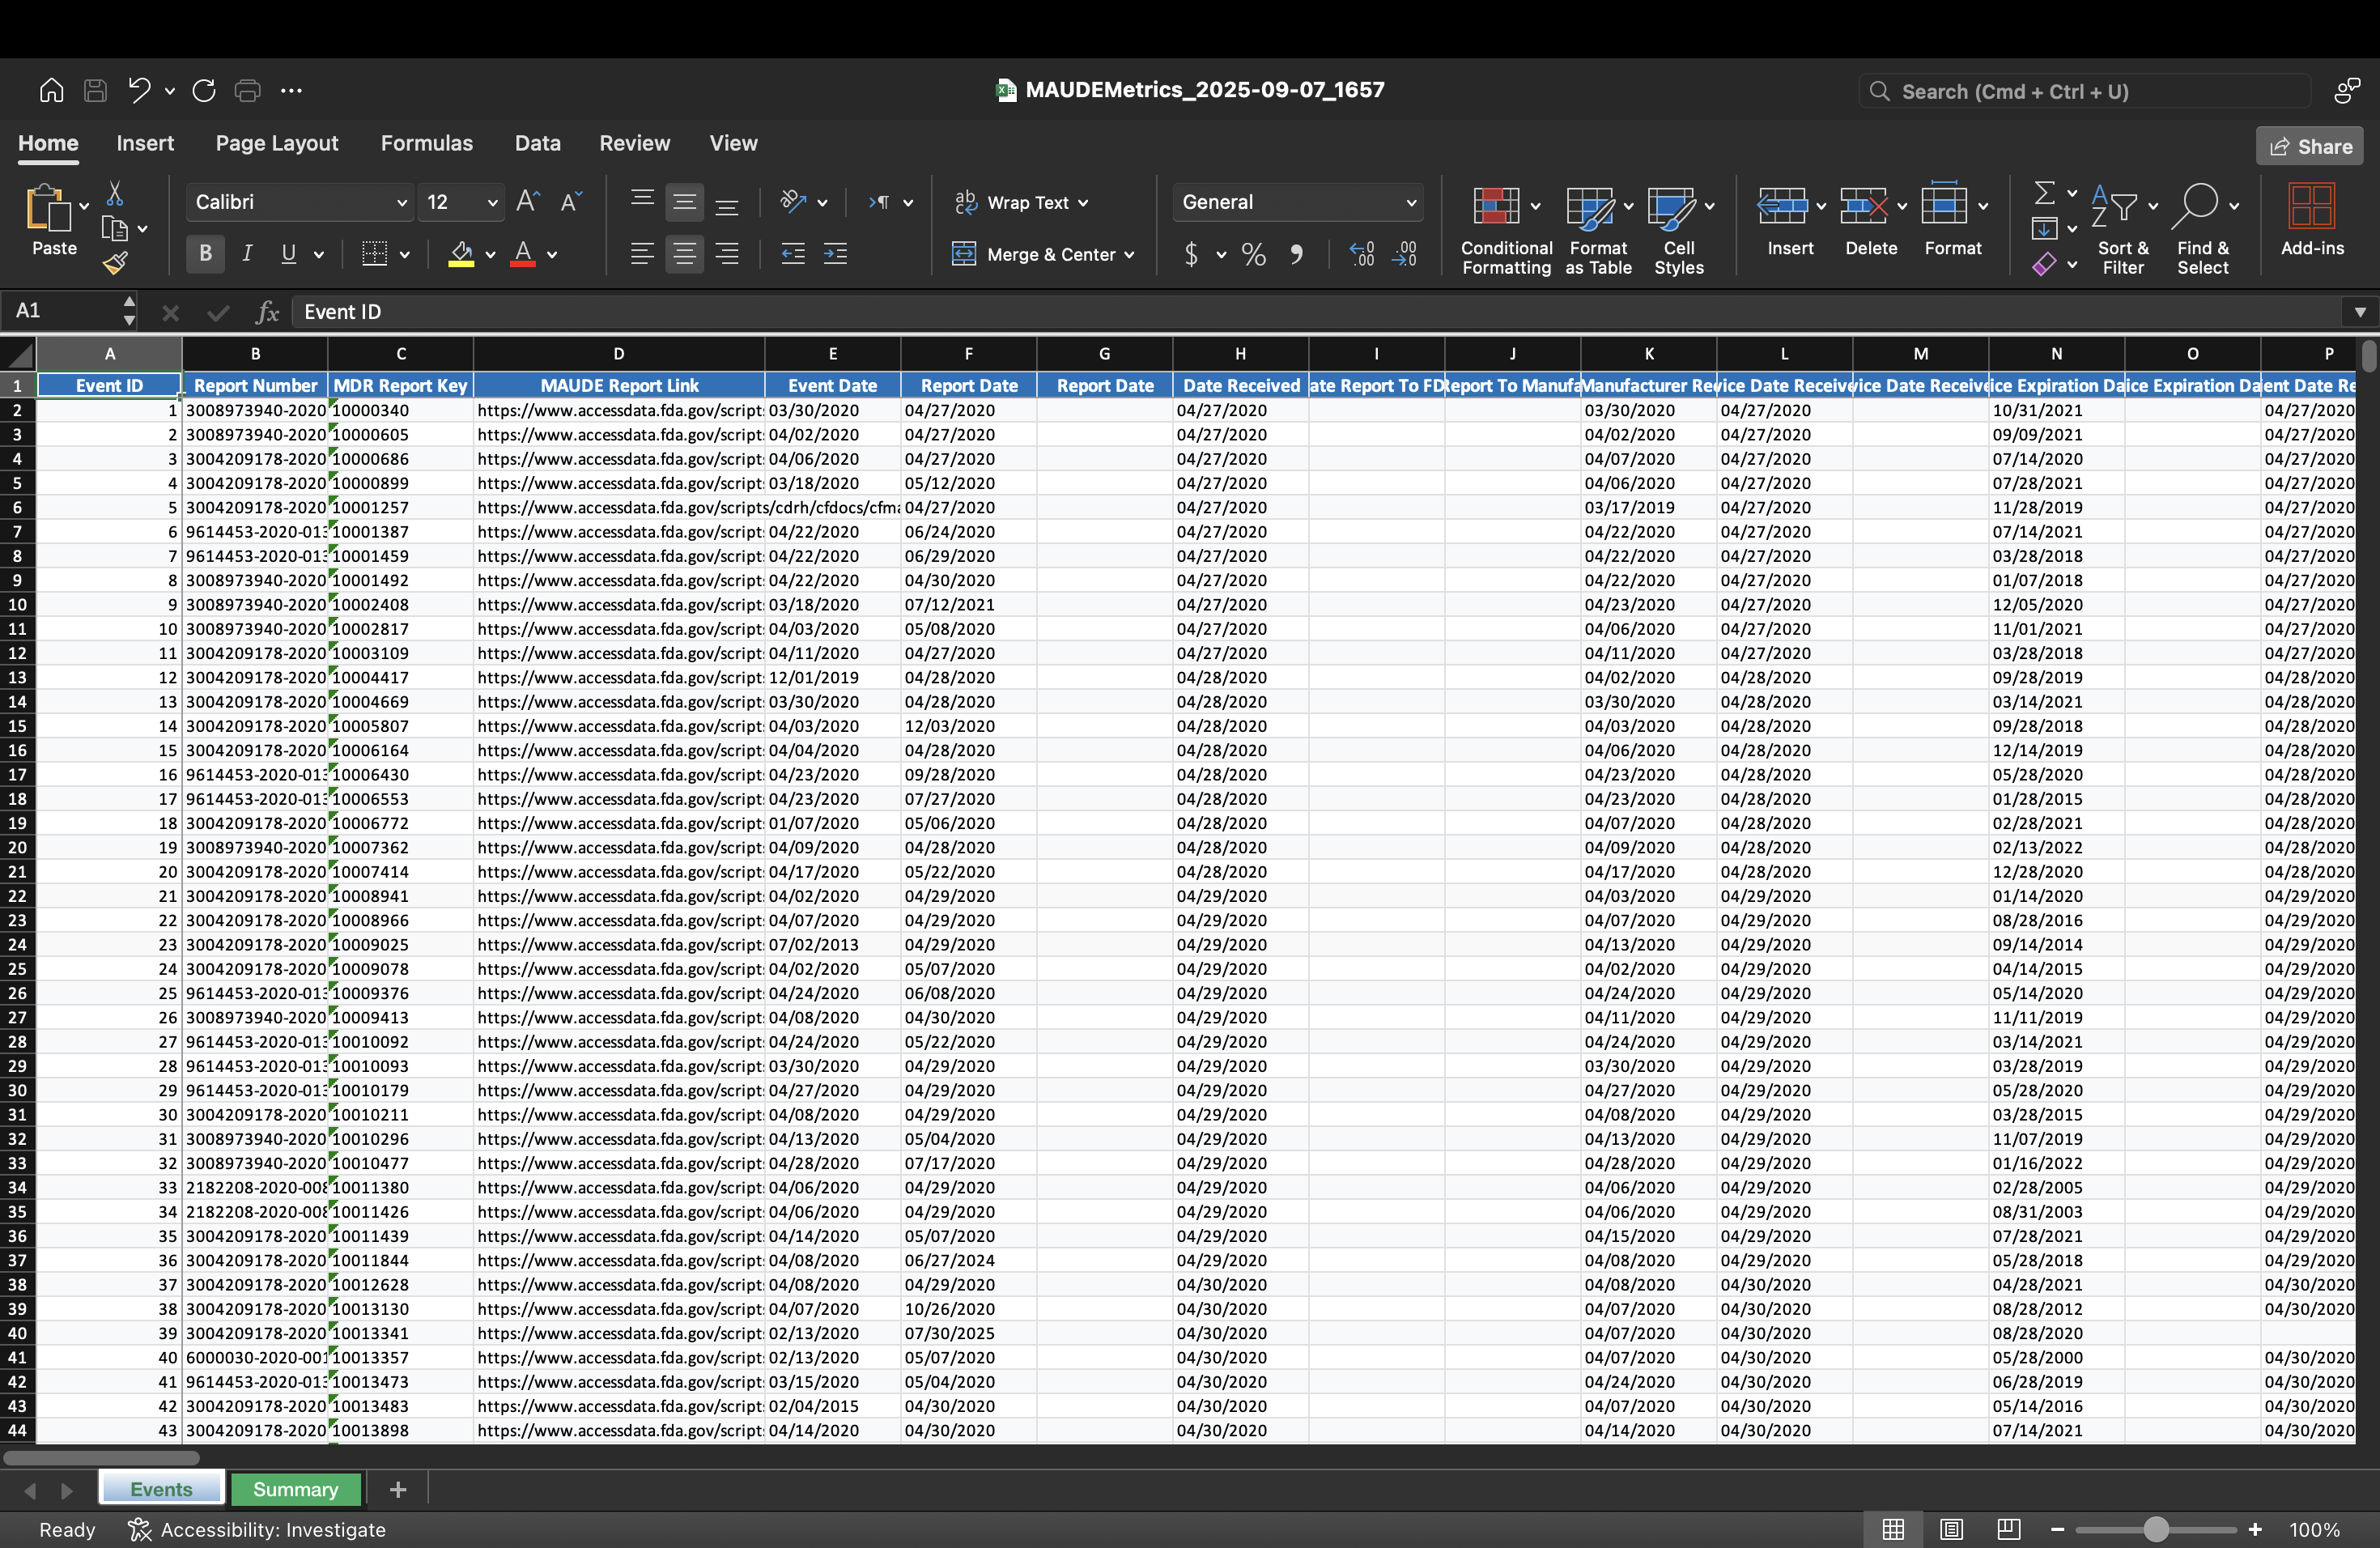 MAUDEMetrics_2025-09-07_1657
Search (Cmd + Ctrl + U)
Home Insert Page Layout Formulas Data Review View Share
Paste Calibri 12 Wrap Text General
Merge & Center
Conditional Formatting Format as Table Cell Styles Insert Delete Format Sort & Filter Find & Select Add-ins
A1 fx Event ID
A B C D E F G H I J K L M N O P
1 Event ID Report Number MDR Report Key MAUDE Report Link Event Date Report Date Report Date Date Received ate Report To FD Report To Manufa Manufacturer Re vice Date Receive vice Date Receive ice Expiration Da ice Expiration Da ent Date Re
2 1 3008973940-2020 10000340 https://www.accessdata.fda.gov/script 03/30/2020 04/27/2020 04/27/2020 03/30/2020 04/27/2020 10/31/2021 04/27/2020
3 2 3008973940-2020 10000605 https://www.accessdata.fda.gov/script 04/02/2020 04/27/2020 04/27/2020 04/02/2020 04/27/2020 09/09/2021 04/27/2020
4 3 3004209178-2020 10000686 https://www.accessdata.fda.gov/script 04/06/2020 04/27/2020 04/27/2020 04/07/2020 04/27/2020 07/14/2020 04/27/2020
5 4 3004209178-2020 10000899 https://www.accessdata.fda.gov/script 03/18/2020 05/12/2020 04/27/2020 04/06/2020 04/27/2020 07/28/2021 04/27/2020
6 5 3004209178-2020 10001257 https://www.accessdata.fda.gov/scripts/cdrh/cfdocs/cfma 04/27/2020 04/27/2020 03/17/2019 04/27/2020 11/28/2019 04/27/2020
7 6 9614453-2020-013 10001387 https://www.accessdata.fda.gov/script 04/22/2020 06/24/2020 04/27/2020 04/22/2020 04/27/2020 07/14/2021 04/27/2020
8 7 9614453-2020-013 10001459 https://www.accessdata.fda.gov/script 04/22/2020 06/29/2020 04/27/2020 04/22/2020 04/27/2020 03/28/2018 04/27/2020
9 8 3008973940-2020 10001492 https://www.accessdata.fda.gov/script 04/22/2020 04/30/2020 04/27/2020 04/22/2020 04/27/2020 01/07/2018 04/27/2020
10 9 3008973940-2020 10002408 https://www.accessdata.fda.gov/script 03/18/2020 07/12/2021 04/27/2020 04/23/2020 04/27/2020 12/05/2020 04/27/2020
11 10 3008973940-2020 10002817 https://www.accessdata.fda.gov/script 04/03/2020 05/08/2020 04/27/2020 04/06/2020 04/27/2020 11/01/2021 04/27/2020
12 11 3004209178-2020 10003109 https://www.accessdata.fda.gov/script 04/11/2020 04/27/2020 04/27/2020 04/11/2020 04/27/2020 03/28/2018 04/27/2020
13 12 3004209178-2020 10004417 https://www.accessdata.fda.gov/script 12/01/2019 04/28/2020 04/28/2020 04/02/2020 04/28/2020 09/28/2019 04/28/2020
14 13 3004209178-2020 10004669 https://www.accessdata.fda.gov/script 03/30/2020 04/28/2020 04/28/2020 03/30/2020 04/28/2020 03/14/2021 04/28/2020
15 14 3004209178-2020 10005807 https://www.accessdata.fda.gov/script 04/03/2020 12/03/2020 04/28/2020 04/03/2020 04/28/2020 09/28/2018 04/28/2020
16 15 3004209178-2020 10006164 https://www.accessdata.fda.gov/script 04/04/2020 04/28/2020 04/28/2020 04/06/2020 04/28/2020 12/14/2019 04/28/2020
17 16 9614453-2020-013 10006430 https://www.accessdata.fda.gov/script 04/23/2020 09/28/2020 04/28/2020 04/23/2020 04/28/2020 05/28/2020 04/28/2020
18 17 9614453-2020-013 10006553 https://www.accessdata.fda.gov/script 04/23/2020 07/27/2020 04/28/2020 04/23/2020 04/28/2020 01/28/2015 04/28/2020
19 18 3004209178-2020 10006772 https://www.accessdata.fda.gov/script 01/07/2020 05/06/2020 04/28/2020 04/07/2020 04/28/2020 02/28/2021 04/28/2020
20 19 3008973940-2020 10007362 https://www.accessdata.fda.gov/script 04/09/2020 04/28/2020 04/28/2020 04/09/2020 04/28/2020 02/13/2022 04/28/2020
21 20 3004209178-2020 10007414 https://www.accessdata.fda.gov/script 04/17/2020 05/22/2020 04/28/2020 04/17/2020 04/28/2020 12/28/2020 04/28/2020
22 21 3004209178-2020 10008941 https://www.accessdata.fda.gov/script 04/02/2020 04/29/2020 04/29/2020 04/03/2020 04/29/2020 01/14/2020 04/29/2020
23 22 3004209178-2020 10008966 https://www.accessdata.fda.gov/script 04/07/2020 04/29/2020 04/29/2020 04/07/2020 04/29/2020 08/28/2016 04/29/2020
24 23 3004209178-2020 10009025 https://www.accessdata.fda.gov/script 07/02/2013 04/29/2020 04/29/2020 04/13/2020 04/29/2020 09/14/2014 04/29/2020
25 24 3004209178-2020 10009078 https://www.accessdata.fda.gov/script 04/02/2020 05/07/2020 04/29/2020 04/02/2020 04/29/2020 04/14/2015 04/29/2020
26 25 9614453-2020-013 10009376 https://www.accessdata.fda.gov/script 04/24/2020 06/08/2020 04/29/2020 04/24/2020 04/29/2020 05/14/2020 04/29/2020
27 26 3008973940-2020 10009413 https://www.accessdata.fda.gov/script 04/08/2020 04/30/2020 04/29/2020 04/11/2020 04/29/2020 11/11/2019 04/29/2020
28 27 9614453-2020-013 10010092 https://www.accessdata.fda.gov/script 04/24/2020 05/22/2020 04/29/2020 04/24/2020 04/29/2020 03/14/2021 04/29/2020
29 28 9614453-2020-013 10010093 https://www.accessdata.fda.gov/script 03/30/2020 04/29/2020 04/29/2020 03/30/2020 04/29/2020 03/28/2019 04/29/2020
30 29 9614453-2020-013 10010179 https://www.accessdata.fda.gov/script 04/27/2020 04/29/2020 04/29/2020 04/27/2020 04/29/2020 05/28/2020 04/29/2020
31 30 3004209178-2020 10010211 https://www.accessdata.fda.gov/script 04/08/2020 04/29/2020 04/29/2020 04/08/2020 04/29/2020 03/28/2015 04/29/2020
32 31 3008973940-2020 10010296 https://www.accessdata.fda.gov/script 04/13/2020 05/04/2020 04/29/2020 04/13/2020 04/29/2020 11/07/2019 04/29/2020
33 32 3008973940-2020 10010477 https://www.accessdata.fda.gov/script 04/28/2020 07/17/2020 04/29/2020 04/28/2020 04/29/2020 01/16/2022 04/29/2020
34 33 2182208-2020-008 10011380 https://www.accessdata.fda.gov/script 04/06/2020 04/29/2020 04/29/2020 04/06/2020 04/29/2020 02/28/2005 04/29/2020
35 34 2182208-2020-008 10011426 https://www.accessdata.fda.gov/script 04/06/2020 04/29/2020 04/29/2020 04/06/2020 04/29/2020 08/31/2003 04/29/2020
36 35 3004209178-2020 10011439 https://www.accessdata.fda.gov/script 04/14/2020 05/07/2020 04/29/2020 04/15/2020 04/29/2020 07/28/2021 04/29/2020
37 36 3004209178-2020 10011844 https://www.accessdata.fda.gov/script 04/08/2020 06/27/2024 04/29/2020 04/08/2020 04/29/2020 05/28/2018 04/29/2020
38 37 3004209178-2020 10012628 https://www.accessdata.fda.gov/script 04/08/2020 04/29/2020 04/30/2020 04/08/2020 04/30/2020 04/28/2021 04/30/2020
39 38 3004209178-2020 10013130 https://www.accessdata.fda.gov/script 04/07/2020 10/26/2020 04/30/2020 04/07/2020 04/30/2020 08/28/2012 04/30/2020
40 39 3004209178-2020 10013341 https://www.accessdata.fda.gov/script 02/13/2020 07/30/2025 04/30/2020 04/07/2020 04/30/2020 08/28/2020
41 40 6000030-2020-001 10013357 https://www.accessdata.fda.gov/script 02/13/2020 05/07/2020 04/30/2020 04/07/2020 04/30/2020 05/28/2000 04/30/2020
42 41 9614453-2020-013 10013473 https://www.accessdata.fda.gov/script 03/15/2020 05/04/2020 04/30/2020 04/24/2020 04/30/2020 06/28/2019 04/30/2020
43 42 3004209178-2020 10013483 https://www.accessdata.fda.gov/script 02/04/2015 04/30/2020 04/30/2020 04/07/2020 04/30/2020 05/14/2016 04/30/2020
44 43 3004209178-2020 10013898 https://www.accessdata.fda.gov/script 04/14/2020 04/30/2020 04/30/2020 04/14/2020 04/30/2020 07/14/2021 04/30/2020
Events Summary +
Ready Accessibility: Investigate 100%